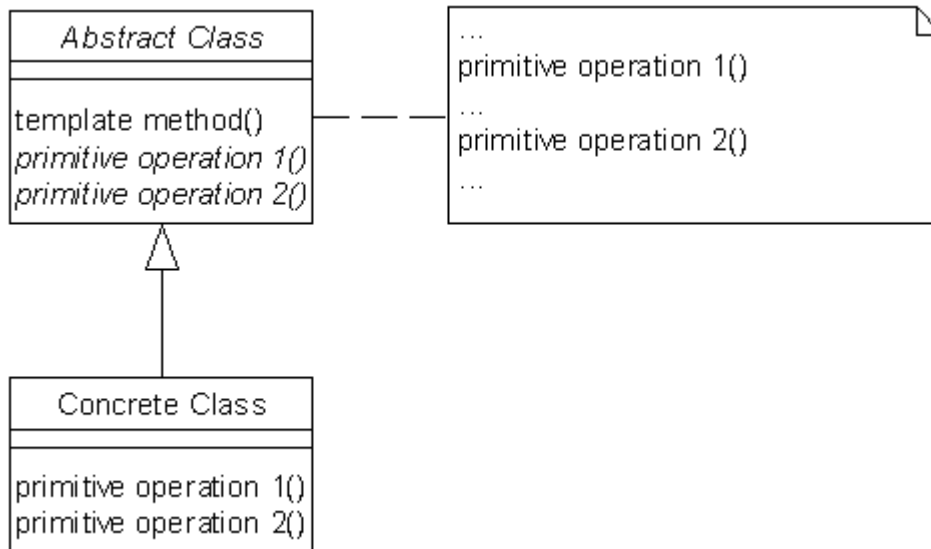 Abstract Class
template method()
primitive operation 1()
primitive operation 2()
...
primitive operation 1()
...
primitive operation 2()
...
Concrete Class
primitive operation 1()
primitive operation 2()